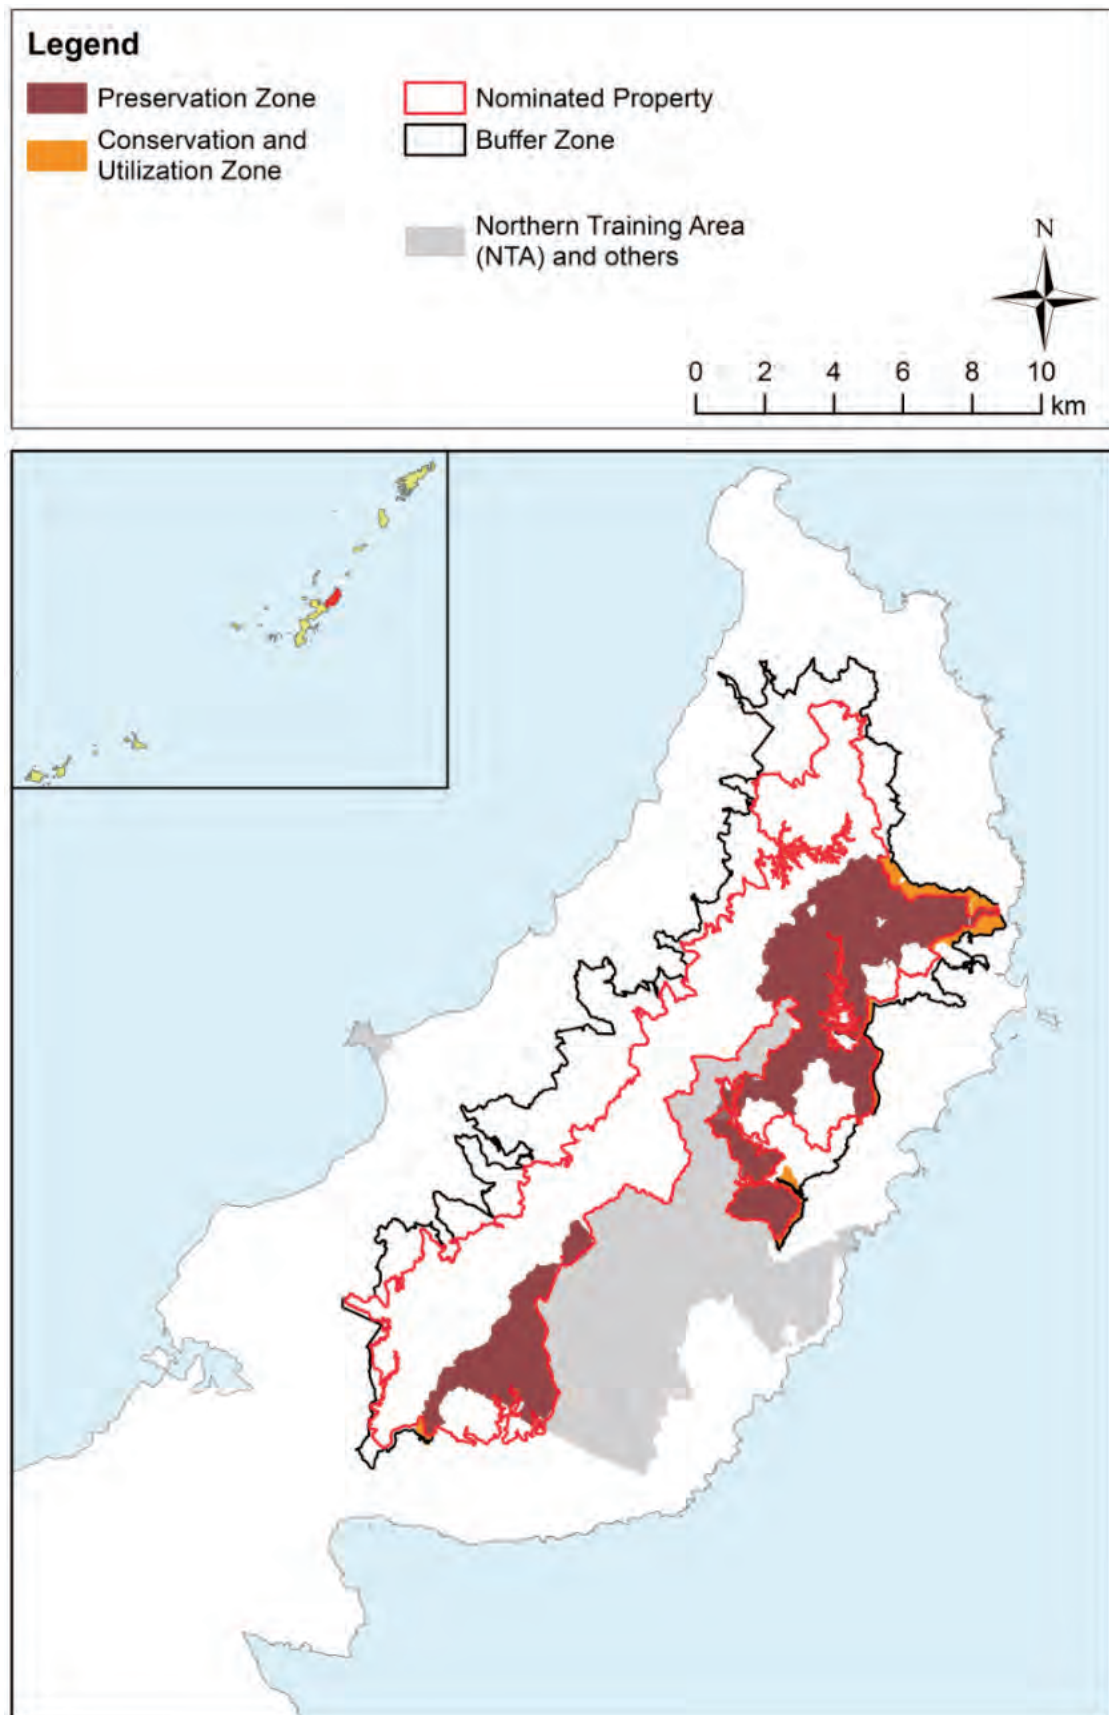 Legend
Preservation Zone
Conservation and
Utilization Zone
Nominated Property
Buffer Zone
Northern Training Area
(NTA) and others
N
0 2 4 6 8 10
km